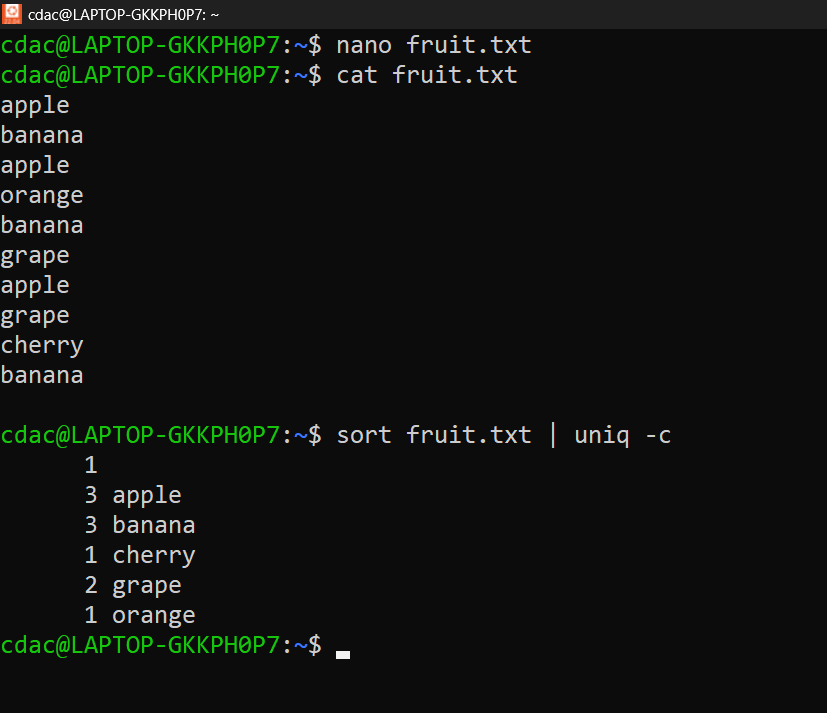 cdac@LAPTOP-GKKPH0P7: ~
cdac@LAPTOP-GKKPH0P7:~$ nano fruit.txt
cdac@LAPTOP-GKKPH0P7:~$ cat fruit.txt
apple
banana
apple
orange
banana
grape
apple
grape
cherry
banana
cdac@LAPTOP-GKKPH0P7:~$ sort fruit.txt | uniq -c
1
3 apple
3 banana
1 cherry
2 grape
1 orange
cdac@LAPTOP-GKKPH0P7:~$